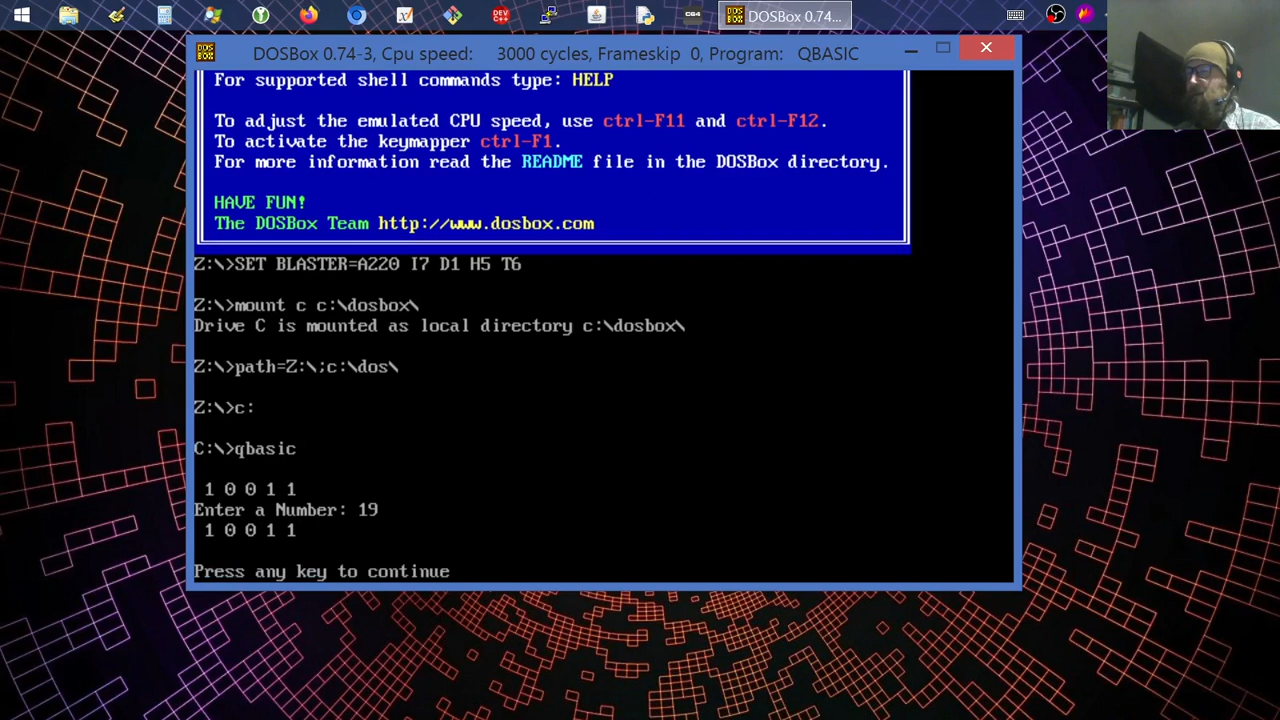 DOSBox 0.74...
DOSBox 0.74-3, Cpu speed: 3000 cycles, Frameskip 0, Program: QBASIC
For supported shell commands type: HELP
To adjust the emulated CPU speed, use ctrl-F11 and ctrl-F12.
To activate the keymapper ctrl-F1.
For more information read the README file in the DOSBox directory.
HAVE FUN!
The DOSBox Team http://www.dosbox.com
Z:\>SET BLASTER=A220 I7 D1 H5 T6
Z:\>mount c c:\dosbox\
Drive C is mounted as local directory c:\dosbox\
Z:\>path=Z:\;c:\dos\
Z:\>c:
C:\>qbasic
1 0 0 1 1
Enter a Number: 19
1 0 0 1 1
Press any key to continue